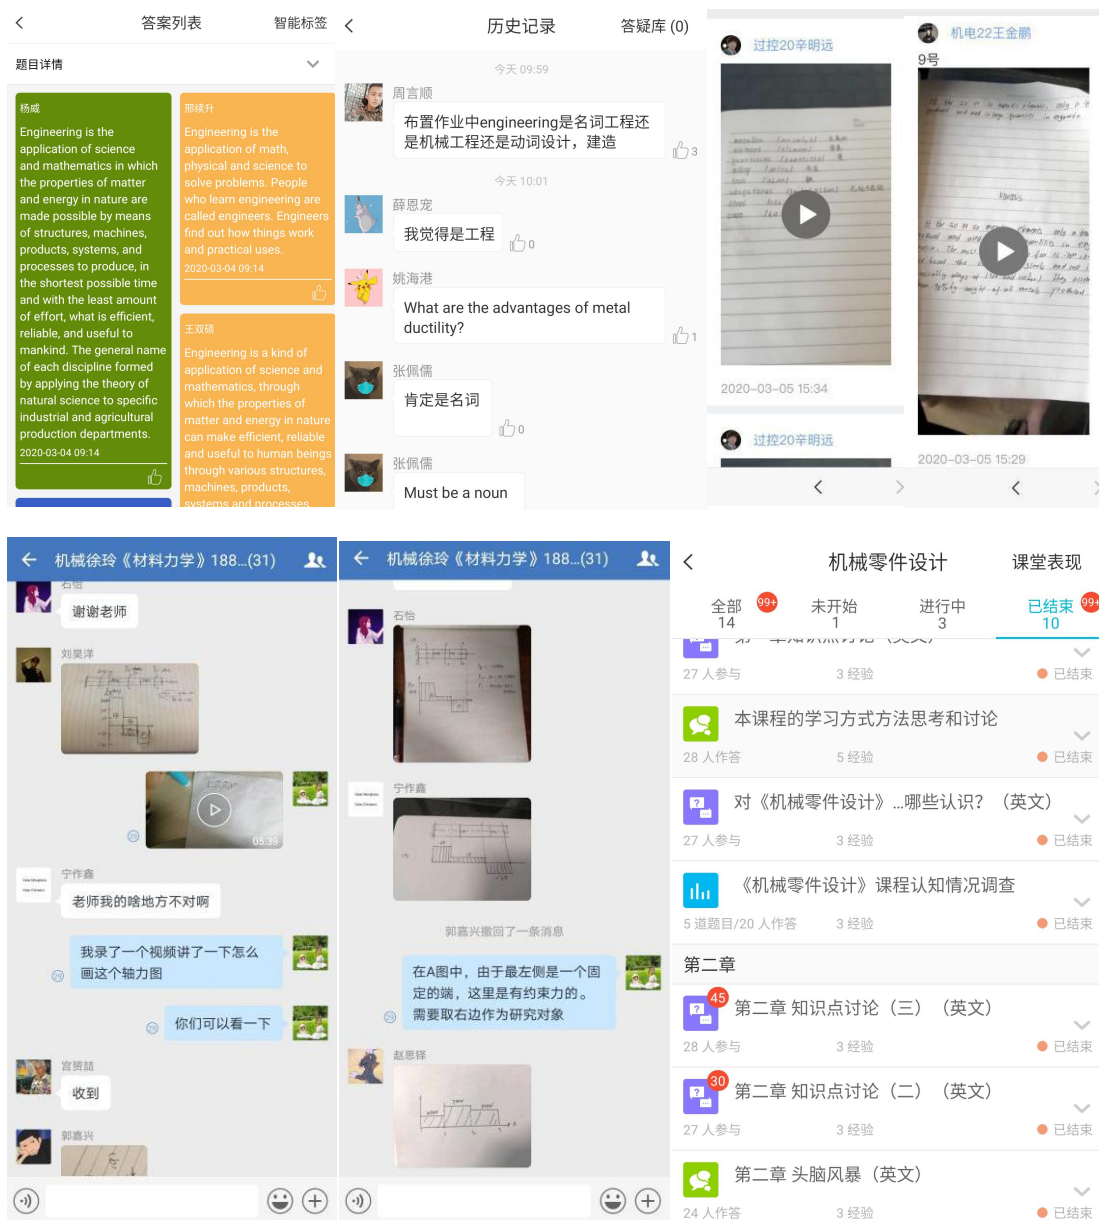 答案列表
智能标签
题目详情
杨威
Engineering is the
application of science
and mathematics in which
the properties of matter
and energy in nature are
made possible by means
of structures, machines,
products, systems, and
processes to produce, in
the shortest possible time
and with the least amount
of effort, what is efficient,
reliable, and useful to
mankind. The general name
of each discipline formed
by applying the theory of
natural science to specific
industrial and agricultural
production departments.
2020-03-04 09:14
邢续升
Engineering is the
application of math,
physical and science to
solve problems. People
who learn engineering are
called engineers. Engineers
find out how things work
and practical uses.
2020-03-04 09:14
王双硕
Engineering is a kind of
application of science and
mathematics, through
which the properties of
matter and energy in nature
can make efficient, reliable
and useful to human beings
through various structures,
machines, products,
systems and processes
历史记录
答疑库 (0)
今天 09:59
周言顺
布置作业中engineering是名词工程还
是机械工程还是动词设计，建造
3
今天 10:01
薛恩宠
我觉得是工程
0
姚海港
What are the advantages of metal
ductility?
1
张佩儒
肯定是名词
0
张佩儒
Must be a noun
过控20辛明远
2020-03-05 15:34
过控20辛明远
机电22王金鹏
9号
2020-03-05 15:29
机械徐玲《材料力学》188...(31)
石怡
谢谢老师
刘昊洋
05:39
宁作鑫
老师我的啥地方不对啊
我录了一个视频讲了一下怎么
画这个轴力图
你们可以看一下
宫赟喆
收到
郭嘉兴
机械徐玲《材料力学》188...(31)
石怡
宁作鑫
郭嘉兴撤回了一条消息
在A图中，由于最左侧是一个固
定的端，这里是有约束力的。
需要取右边作为研究对象
赵思铎
机械零件设计
课堂表现
全部
14
99+
未开始
1
进行中
3
已结束
10
99+
第一章知识点讨论（英文）
27 人参与
3 经验
已结束
本课程的学习方式方法思考和讨论
28 人作答
5 经验
已结束
对《机械零件设计》...哪些认识？（英文）
27 人参与
3 经验
已结束
《机械零件设计》课程认知情况调查
5 道题目/20 人作答
3 经验
已结束
第二章
45
第二章 知识点讨论（三）（英文）
28 人参与
3 经验
已结束
30
第二章 知识点讨论（二）（英文）
27 人参与
3 经验
已结束
第二章 头脑风暴（英文）
24 人作答
3 经验
已结束